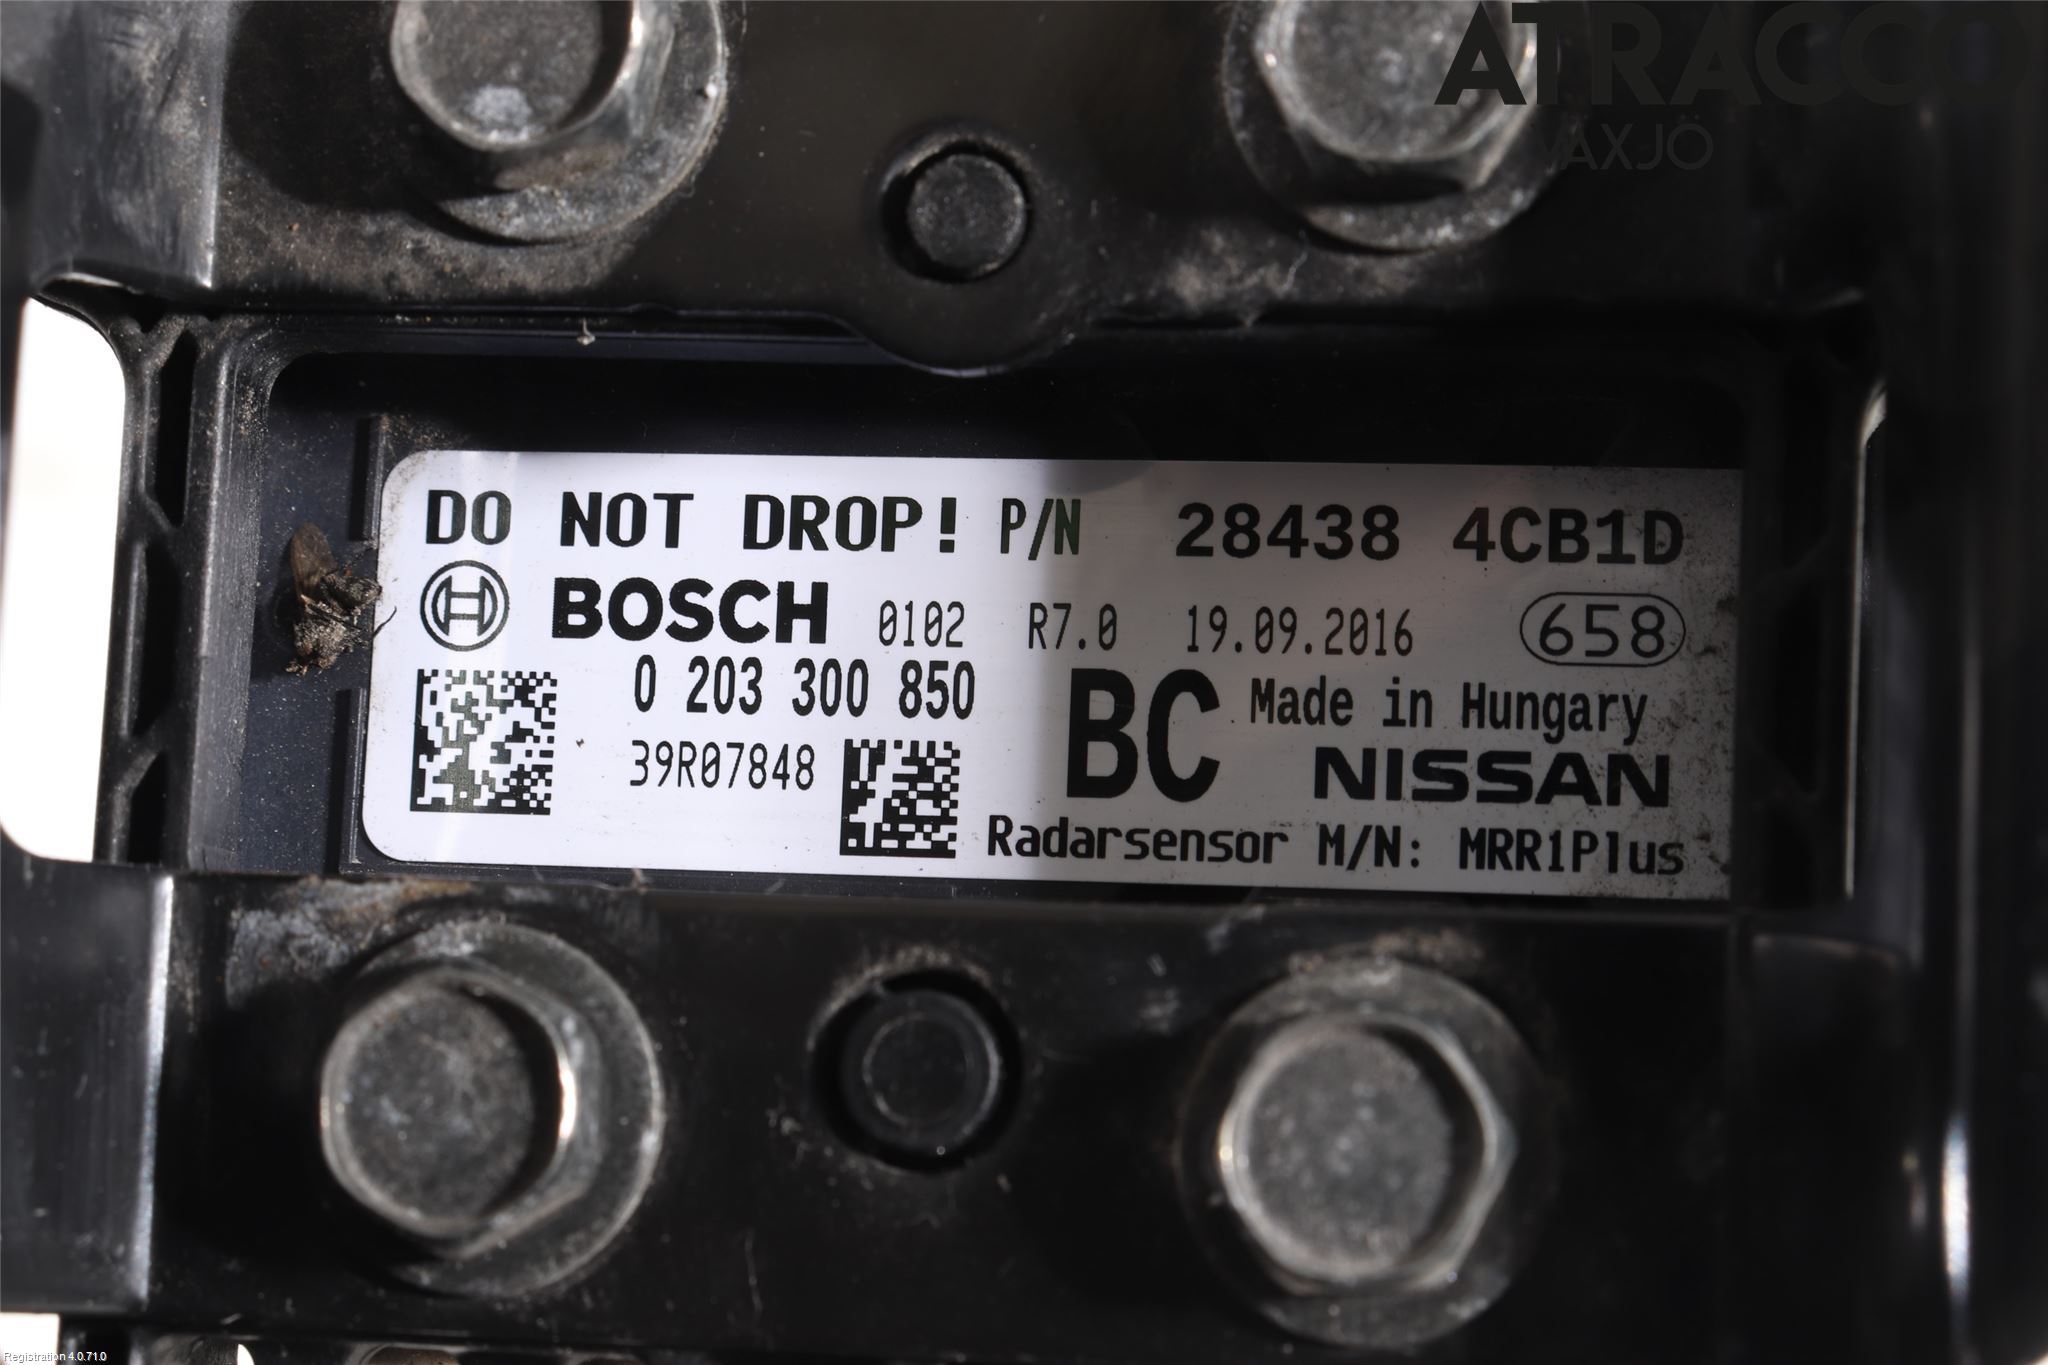 ATRACCO
VÄXJÖ
DO NOT DROP! P/N 28438 4CB1D
BOSCH 0102 R7.0 19.09.2016 658
0 203 300 850 BC Made in Hungary
39R07848 NISSAN
Radarsensor M/N: MRR1Plus
Registration 4.0.71.0